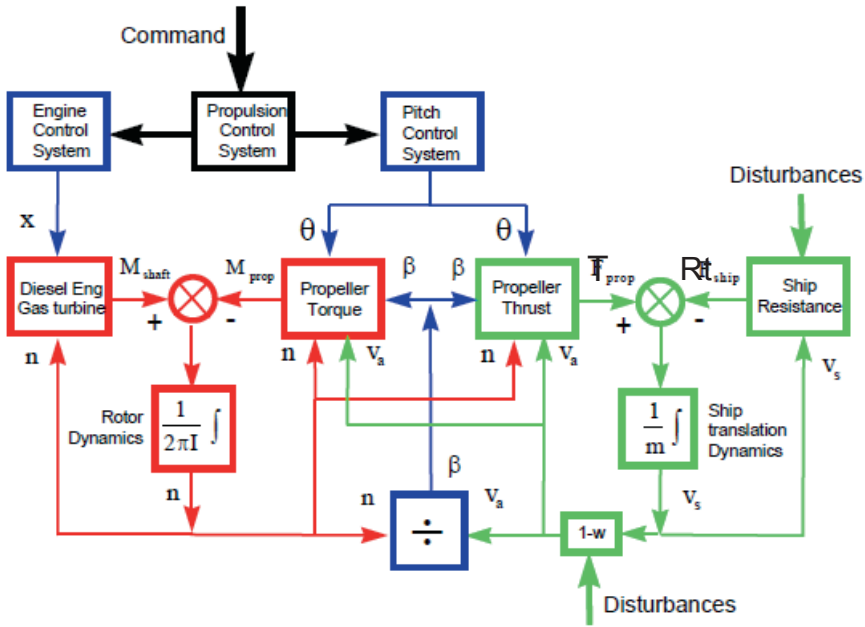 Command
Engine
Control
System
Propulsion
Control
System
Pitch
Control
System
Disturbances
x
θ
θ
Diesel Eng
Gas turbine
M shaft
+
M prop
-
Propeller
Torque
β
β
Propeller
Thrust
prop
+
ship
-
Ship
Resistance
n
n
va
n
va
vs
Rotor
Dynamics
1
2πI
∫
1
m
∫
Ship
translation
Dynamics
n
β
n
va
vs
÷
1-w
Disturbances